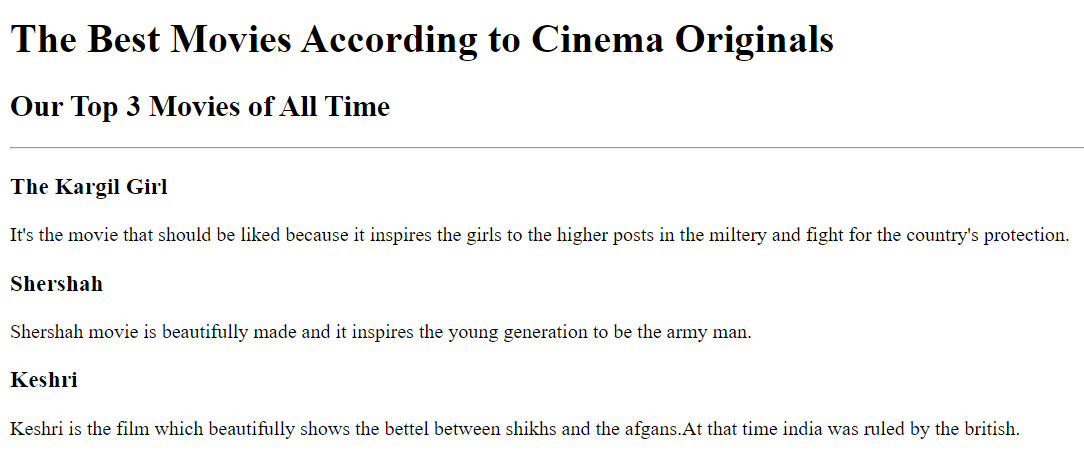 The Best Movies According to Cinema Originals
Our Top 3 Movies of All Time
The Kargil Girl
It's the movie that should be liked because it inspires the girls to the higher posts in the miltery and fight for the country's protection.
Shershah
Shershah movie is beautifully made and it inspires the young generation to be the army man.
Keshri
Keshri is the film which beautifully shows the bettel between shikhs and the afgans.At that time india was ruled by the british.